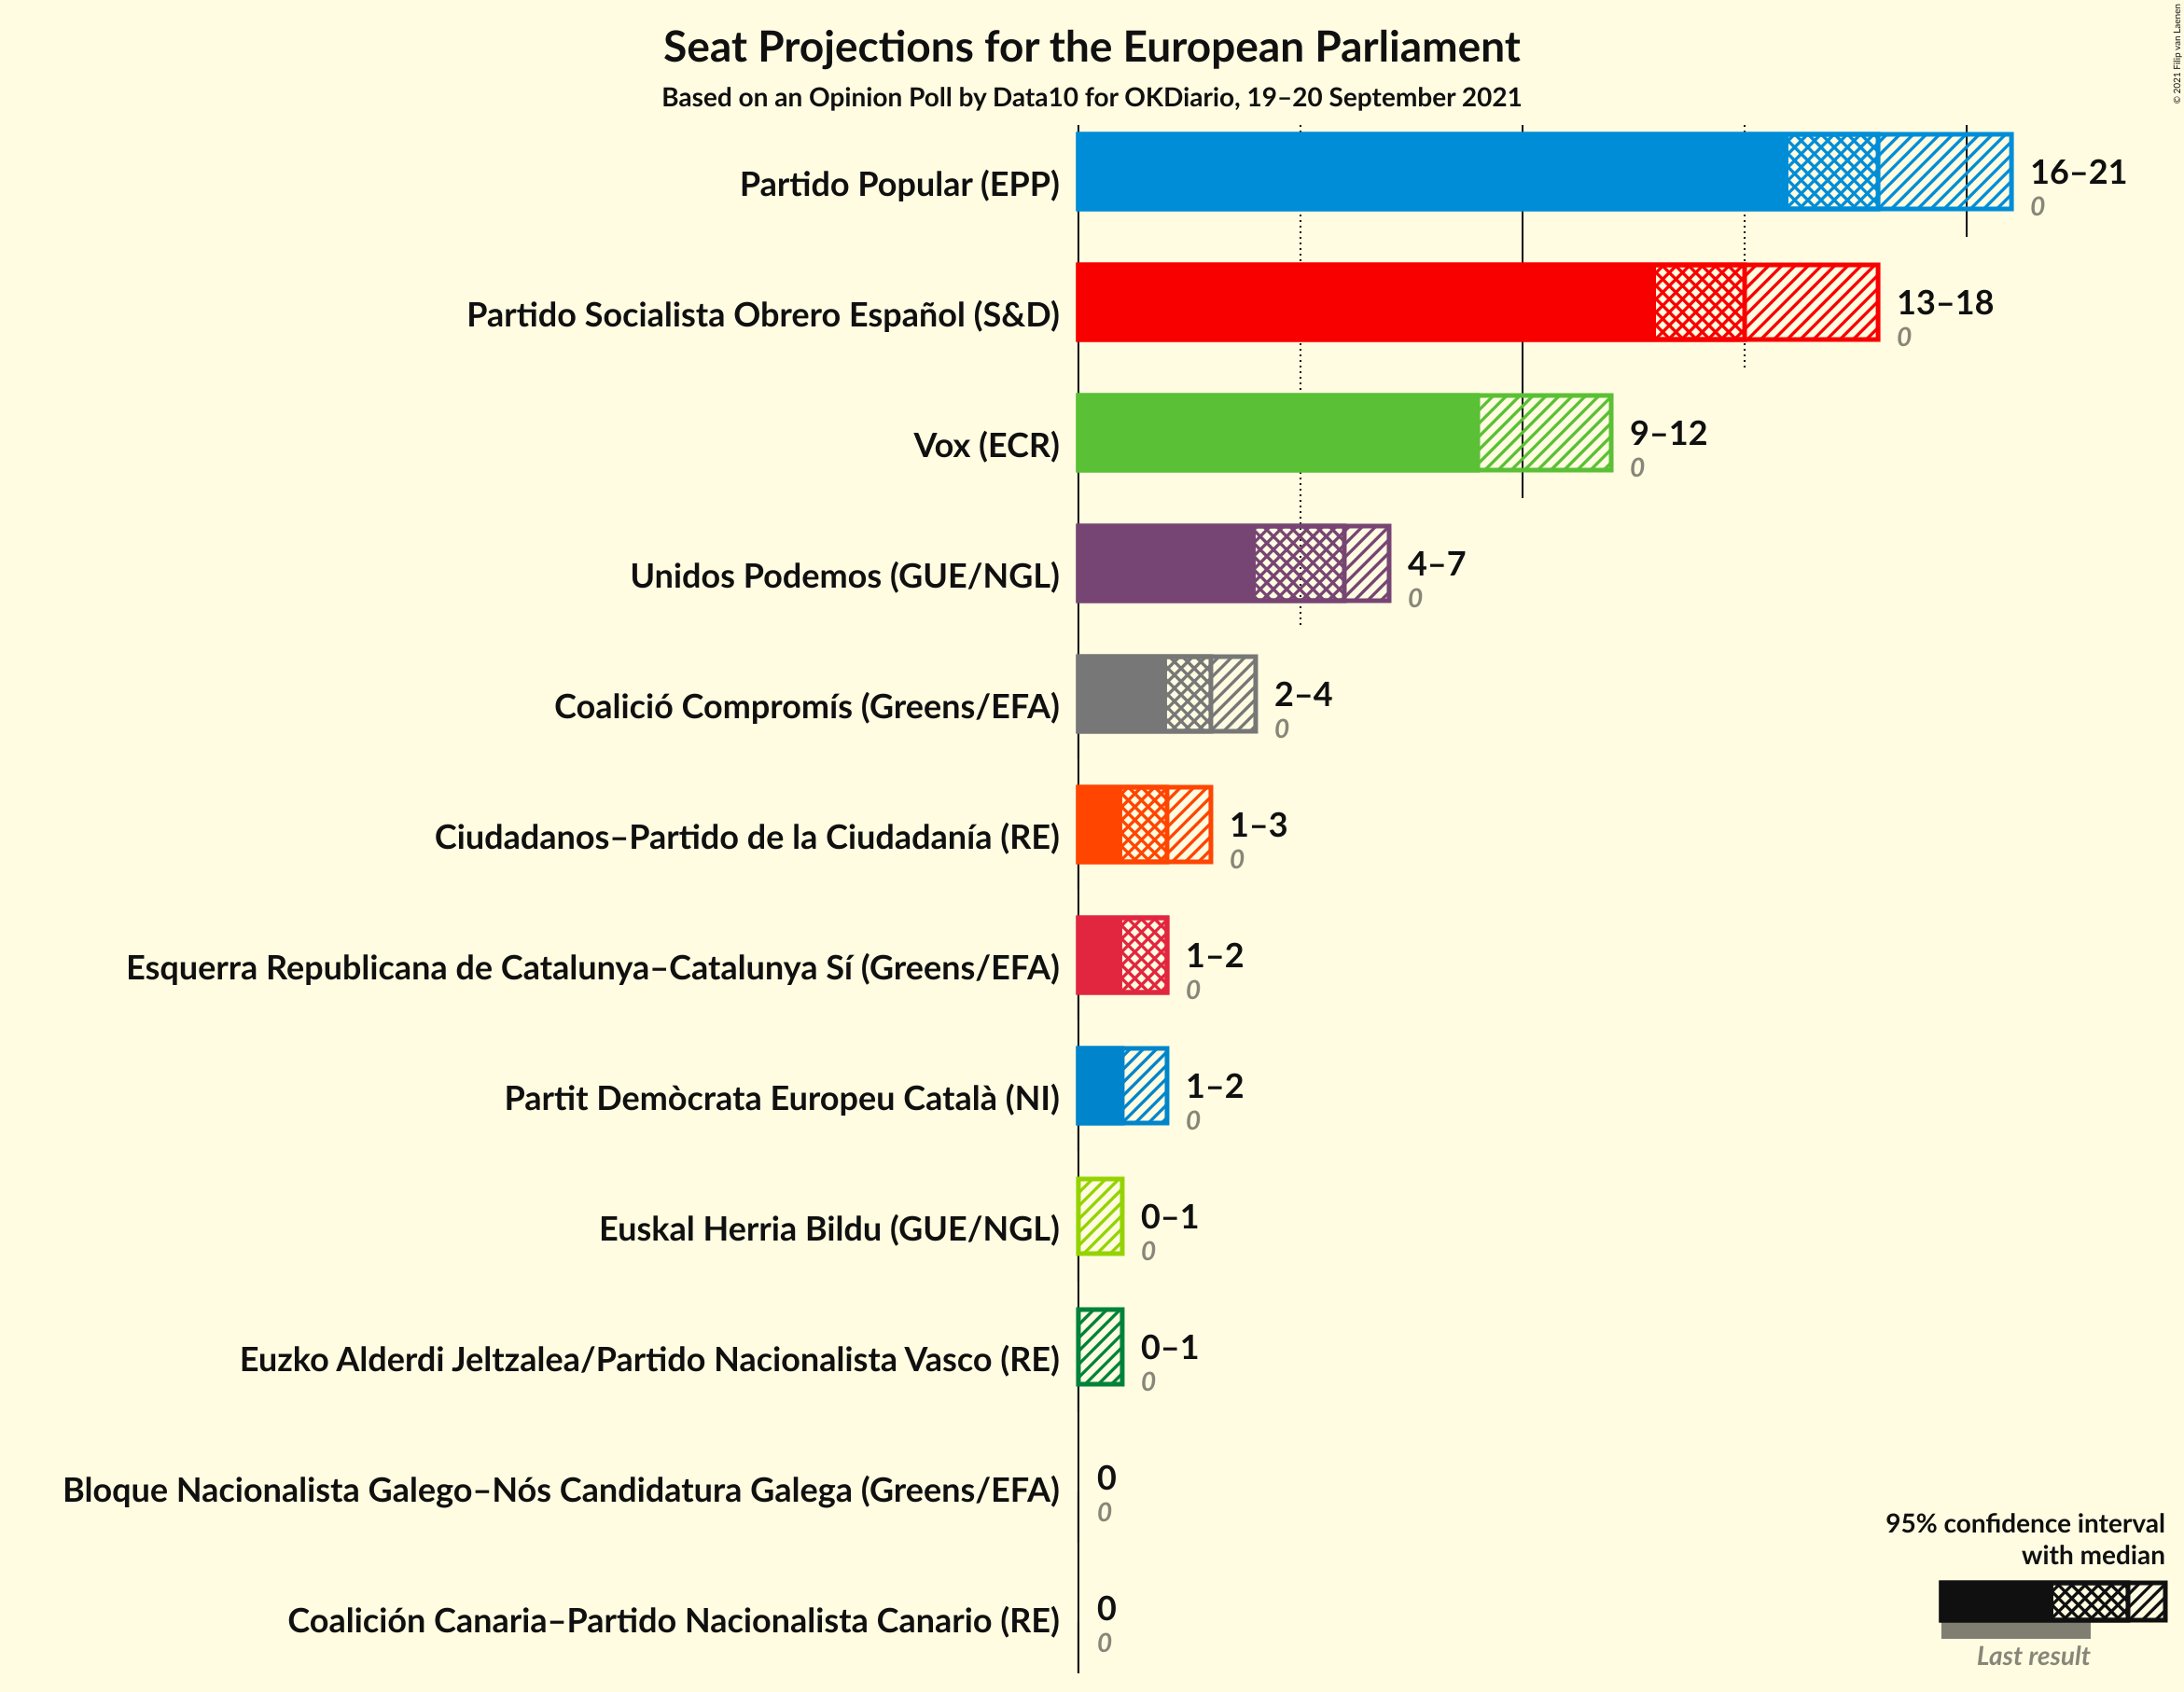 Seat Projections for the European Parliament
Based on an Opinion Poll by Data10 for OKDiario, 19–20 September 2021
© 2021 Filip van Laenen
Partido Popular (EPP)
16–21
0
Partido Socialista Obrero Español (S&D)
13–18
0
Vox (ECR)
9–12
0
Unidos Podemos (GUE/NGL)
4–7
0
Coalició Compromís (Greens/EFA)
2–4
0
Ciudadanos–Partido de la Ciudadanía (RE)
1–3
0
Esquerra Republicana de Catalunya–Catalunya Sí (Greens/EFA)
1–2
0
Partit Demòcrata Europeu Català (NI)
1–2
0
Euskal Herria Bildu (GUE/NGL)
0–1
0
Euzko Alderdi Jeltzalea/Partido Nacionalista Vasco (RE)
0–1
0
Bloque Nacionalista Galego–Nós Candidatura Galega (Greens/EFA)
0
0
Coalición Canaria–Partido Nacionalista Canario (RE)
0
0
95% confidence interval
with median
Last result